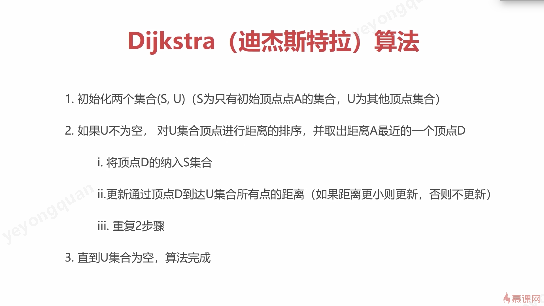 Dijkstra（迪杰斯特拉）算法
1. 初始化两个集合(S, U)（S为只有初始顶点点A的集合，U为其他顶点集合）
2. 如果U不为空， 对U集合顶点进行距离的排序，并取出距离A最近的一个顶点D
i. 将顶点D的纳入S集合
ii.更新通过顶点D到达U集合所有点的距离（如果距离更小则更新，否则不更新）
iii. 重复2步骤
3. 直到U集合为空，算法完成
yeyongquan
yeyongquan
慕课网